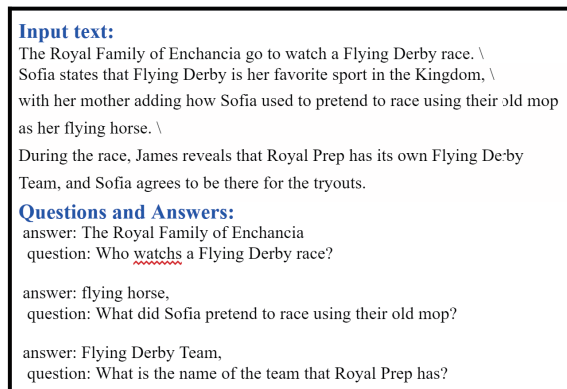 Input text:
The Royal Family of Enchancia go to watch a Flying Derby race. \
Sofia states that Flying Derby is her favorite sport in the Kingdom, \
with her mother adding how Sofia used to pretend to race using their old mop
as her flying horse. \
During the race, James reveals that Royal Prep has its own Flying Derby
Team, and Sofia agrees to be there for the tryouts.
Questions and Answers:
answer: The Royal Family of Enchancia
question: Who watchs a Flying Derby race?
answer: flying horse,
question: What did Sofia pretend to race using their old mop?
answer: Flying Derby Team,
question: What is the name of the team that Royal Prep has?